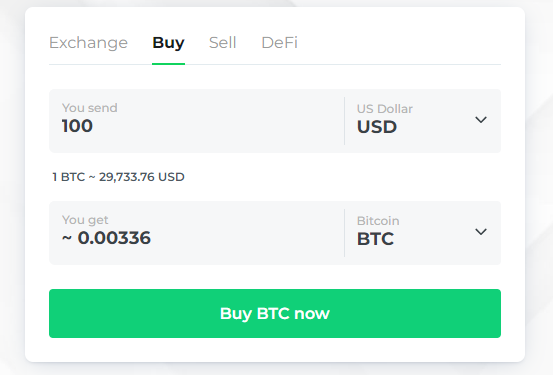 Exchange Buy Sell DeFi
You send US Dollar
100 USD
1 BTC ~ 29,733.76 USD
You get Bitcoin
~ 0.00336 BTC
Buy BTC now